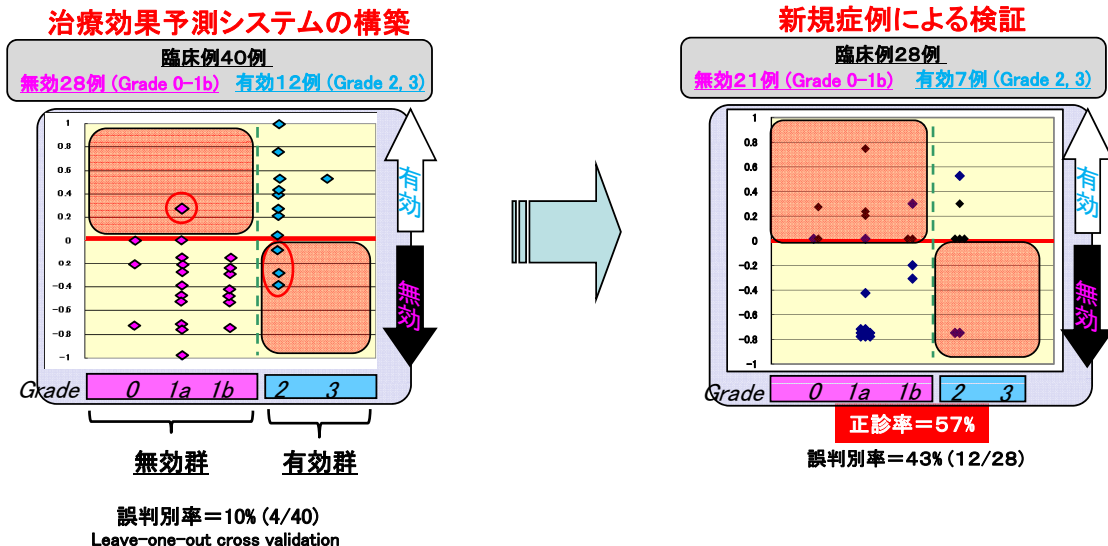 治療効果予測システムの構築
臨床例40例
無効28例 (Grade 0-1b) 有効12例 (Grade 2, 3)
1
0.8
0.6
0.4
0.2
0
0.2
-0.4
-0.6
-0.8
-1
有効
無効
Grade 0 1a 1b 2 3
無効群 有効群
誤判別率=10% (4/40)
Leave-one-out cross validation
新規症例による検証
臨床例28例
無効21例 (Grade 0-1b) 有効7例 (Grade 2, 3)
1
0.8
0.6
0.4
0.2
0
-0.2
-0.4
-0.6
-0.8
-1
有効
無効
Grade 0 1a 1b 2 3
正診率=57%
誤判別率=43% (12/28)